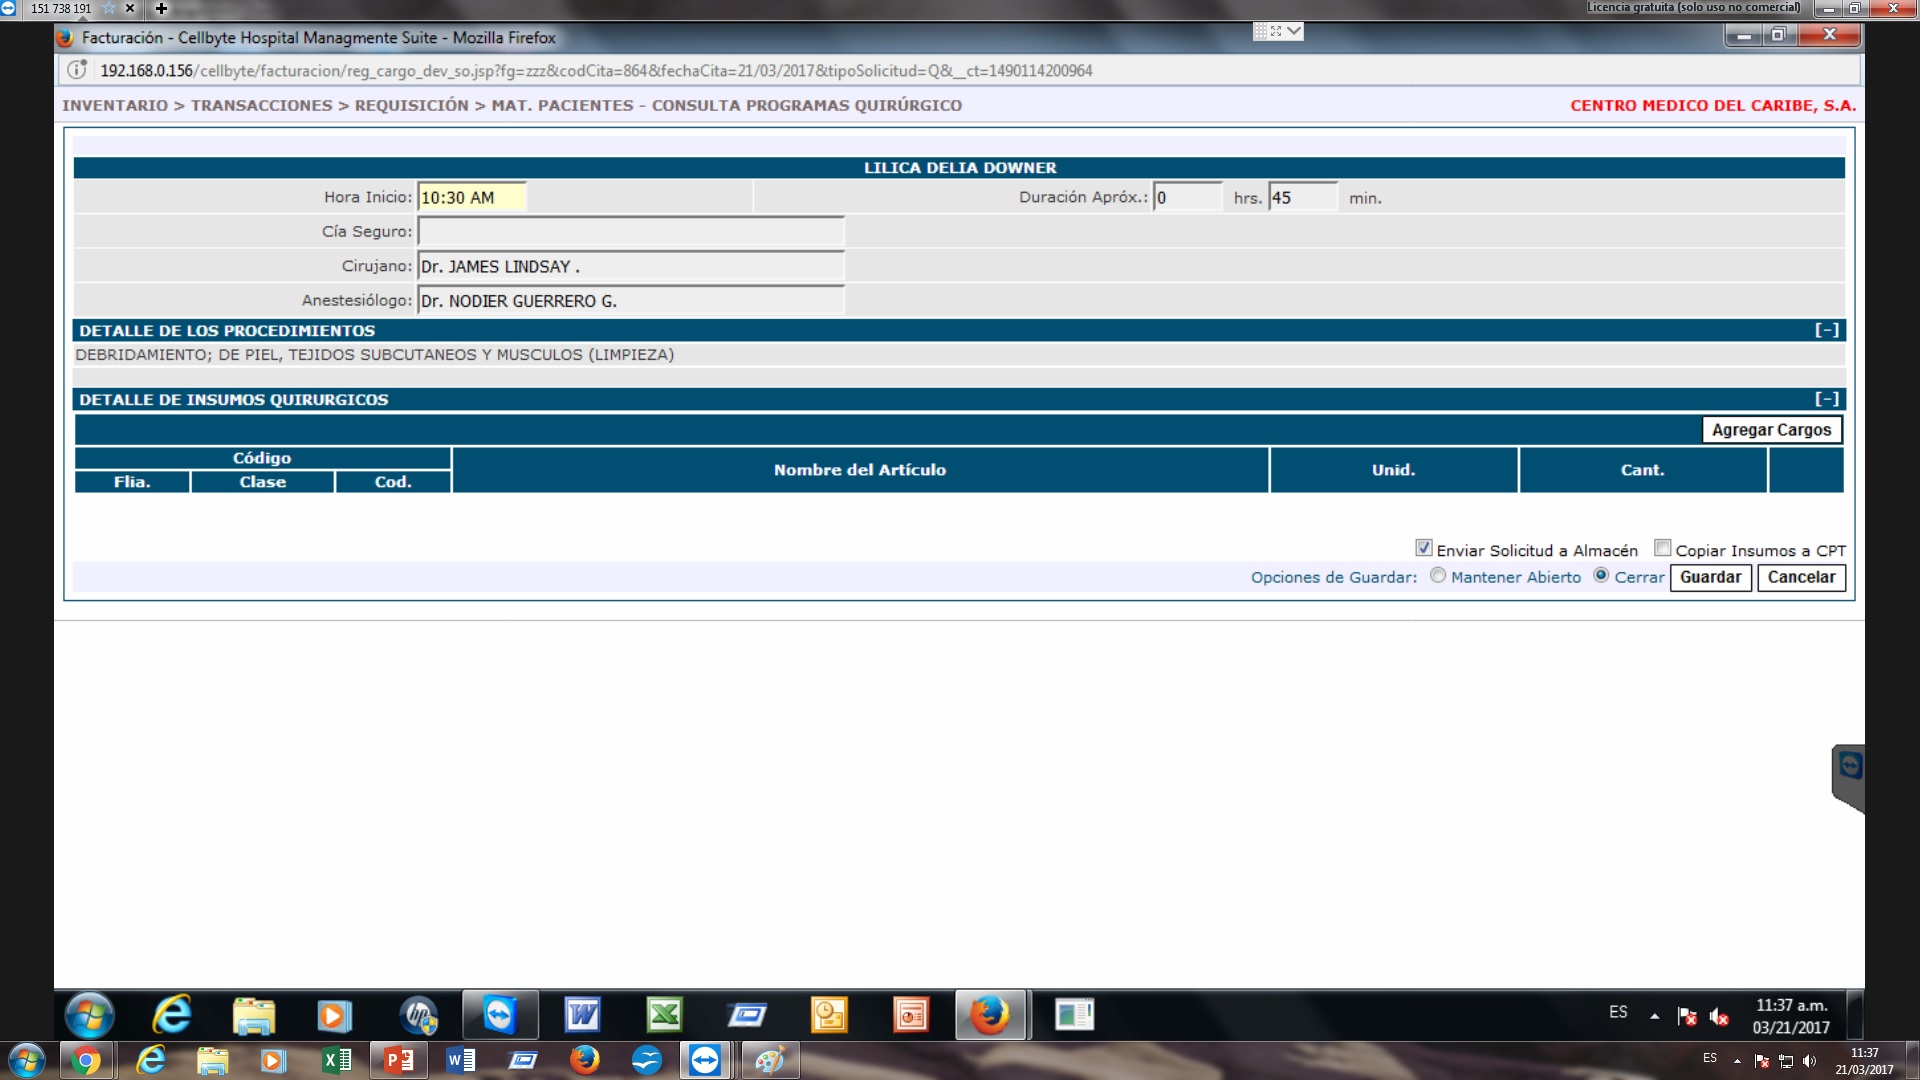 151 738 191
Licencia gratuita (solo uso no comercial)
Facturación - Cellbyte Hospital Managmente Suite - Mozilla Firefox
192.168.0.156/cellbyte/facturacion/reg_cargo_dev_so.jsp?fg=zzz&codCita=864&fechaCita=21/03/2017&tipoSolicitud=Q&__ct=1490114200964
INVENTARIO > TRANSACCIONES > REQUISICIÓN > MAT. PACIENTES - CONSULTA PROGRAMAS QUIRÚRGICO
CENTRO MEDICO DEL CARIBE, S.A.
LILICA DELIA DOWNER
Hora Inicio: 10:30 AM Duración Apróx.: 0 hrs. 45 min.
Cía Seguro:
Cirujano: Dr. JAMES LINDSAY .
Anestesiólogo: Dr. NODIER GUERRERO G.
DETALLE DE LOS PROCEDIMIENTOS [-]
DEBRIDAMIENTO; DE PIEL, TEJIDOS SUBCUTANEOS Y MUSCULOS (LIMPIEZA)
DETALLE DE INSUMOS QUIRURGICOS [-]
Agregar Cargos
Código
Nombre del Artículo Unid. Cant.
Flia. Clase Cod.
Enviar Solicitud a Almacén Copiar Insumos a CPT
Opciones de Guardar: Mantener Abierto Cerrar Guardar Cancelar
ES
11:37 a.m.
03/21/2017
ES
11:37
21/03/2017